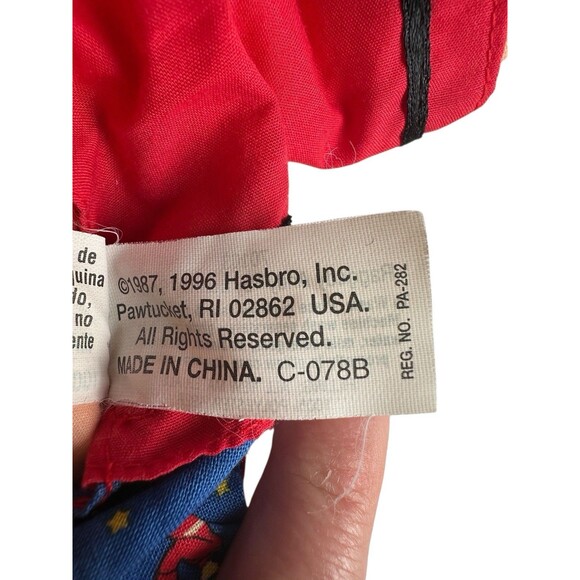 de
quina
do,
no
ente
©1987, 1996 Hasbro, Inc.
Pawtucket, RI 02862 USA.
All Rights Reserved.
MADE IN CHINA. C-078B
REG. NO. PA-282